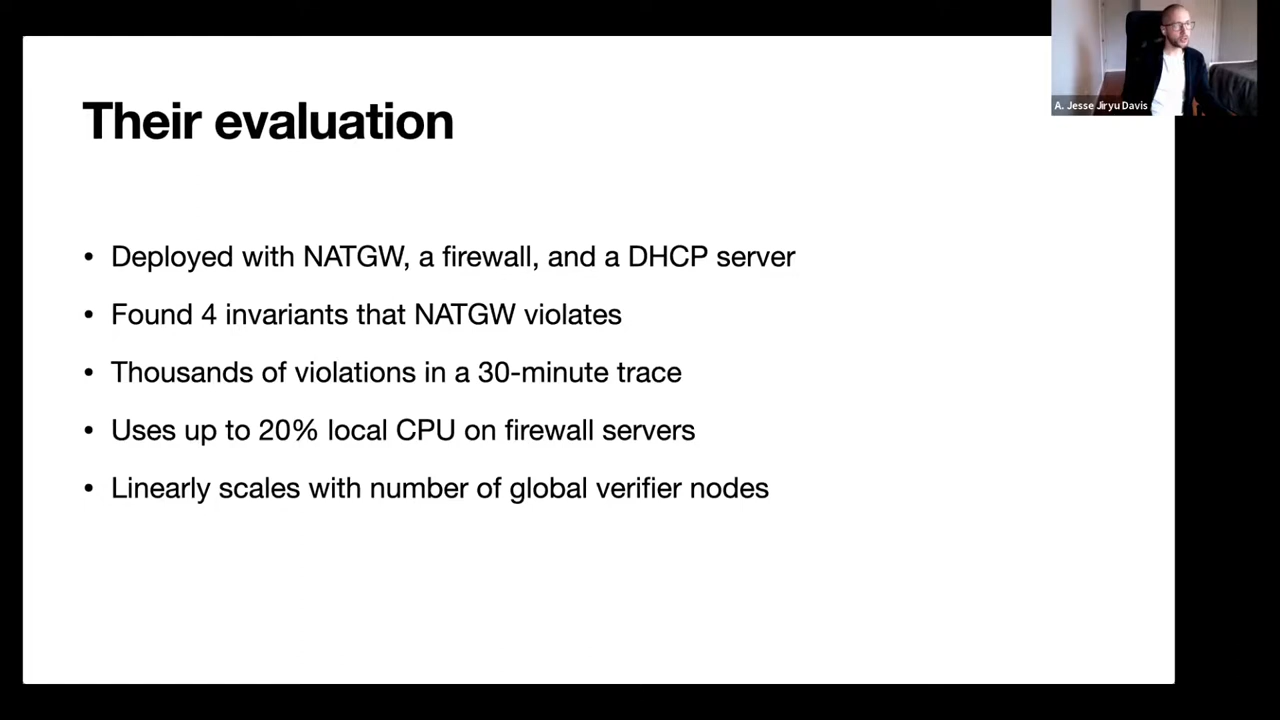 Their evaluation
• Deployed with NATGW, a firewall, and a DHCP server
• Found 4 invariants that NATGW violates
• Thousands of violations in a 30-minute trace
• Uses up to 20% local CPU on firewall servers
• Linearly scales with number of global verifier nodes
A. Jesse Jiryu Davis